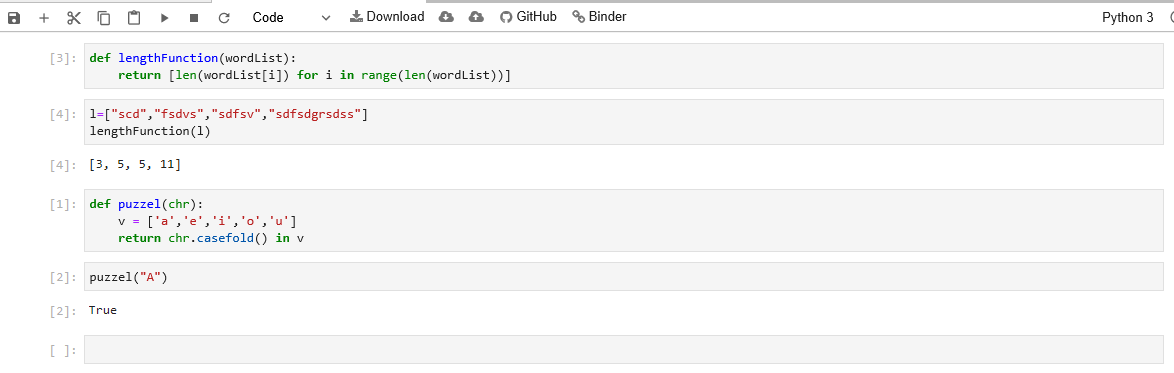 Code Download GitHub Binder Python 3
[3]: def lengthFunction(wordList):
return [len(wordList[i]) for i in range(len(wordList))]
[4]: l=["scd","fsdvs","sdfsv","sdfsdgrsdss"]
lengthFunction(l)
[4]: [3, 5, 5, 11]
[1]: def puzzel(chr):
v = ['a','e','i','o','u']
return chr.casefold() in v
[2]: puzzel("A")
[2]: True
[ ]: